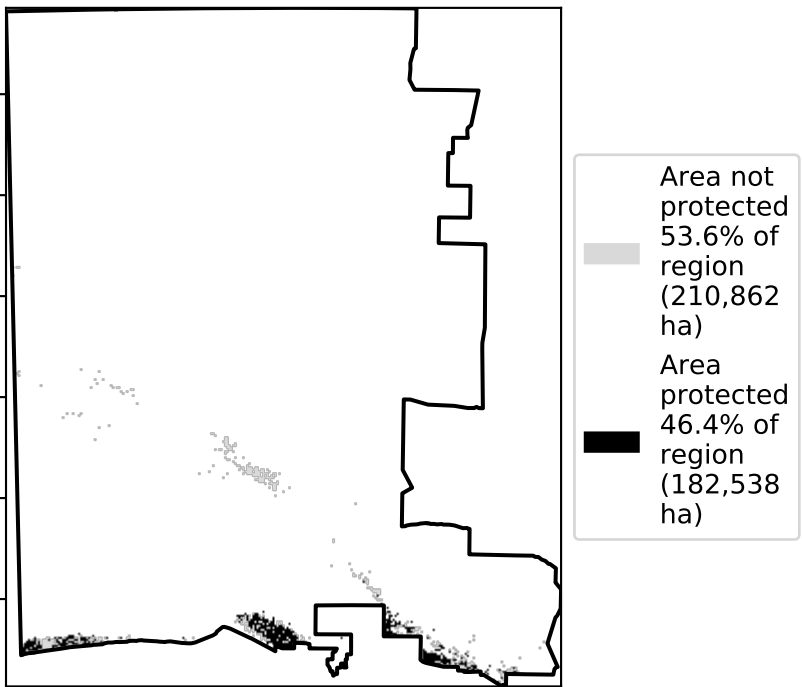 Area not
protected
53.6% of
region
(210,862
ha)
Area
protected
46.4% of
region
(182,538
ha)